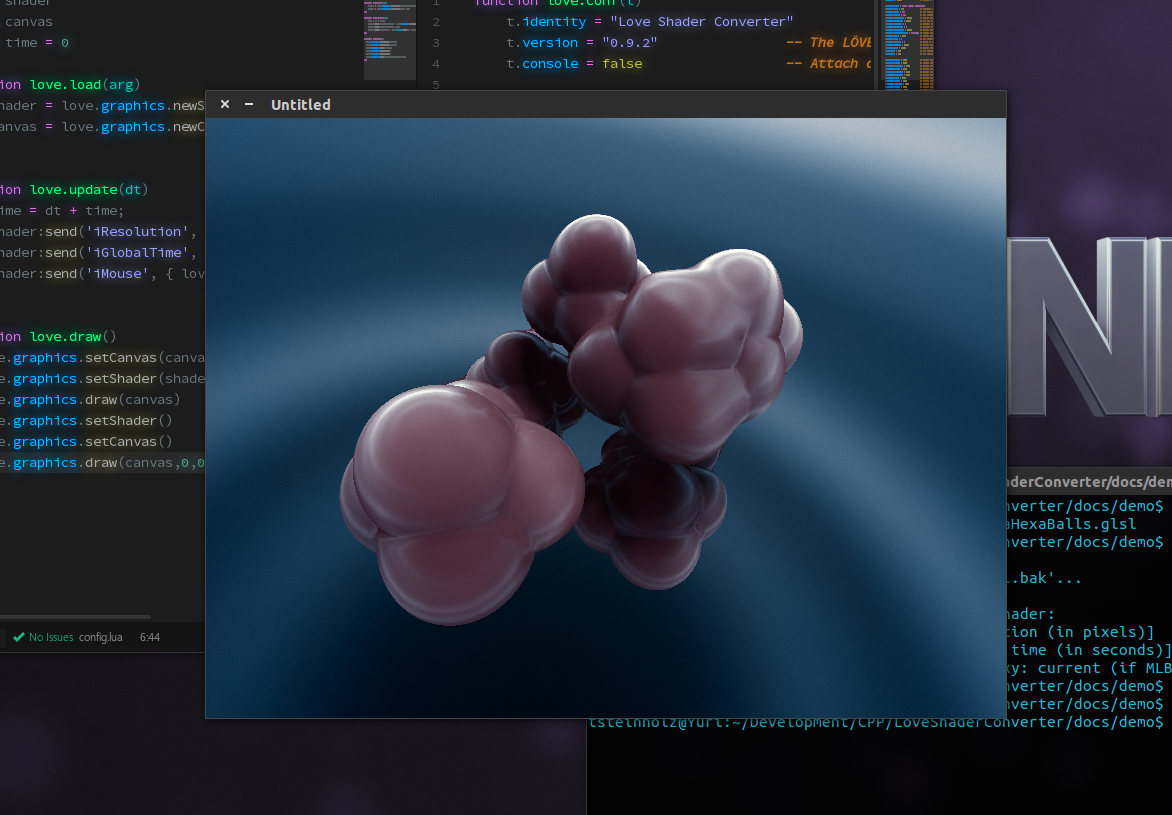 shader
canvas
time = 0
ion love.load(arg)
hader = love.graphics.newS
anvas = love.graphics.newC
ion love.update(dt)
ime = dt + time;
hader:send('iResolution',
hader:send('iGlobalTime',
hader:send('iMouse', { lov
ion love.draw()
e.graphics.setCanvas(canva
e.graphics.setShader(shade
e.graphics.draw(canvas)
e.graphics.setShader()
e.graphics.setCanvas()
e.graphics.draw(canvas,0,0
No Issues config.lua 6:44
1 function love.conf(t)
2 t.identity = "Love Shader Converter"
3 t.version = "0.9.2" -- The LÖVE
4 t.console = false -- Attach a
5
Untitled
NI
aderConverter/docs/dem
nverter/docs/demo$
aHexaBalls.glsl
nverter/docs/demo$
l.bak'...
hader:
tion (in pixels)]
time (in seconds)]
xy: current (if MLB
nverter/docs/demo$
nverter/docs/demo$
tsteinholz@Yuri:~/Development/CPP/LoveShaderConverter/docs/demo$